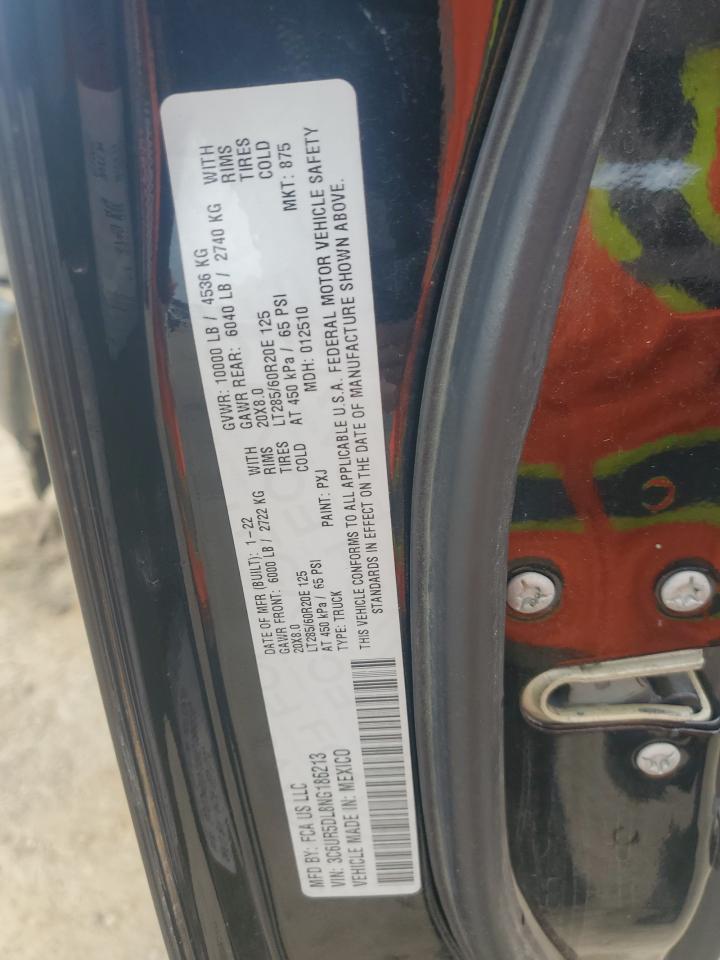 MFD BY: FCA US LLC
DATE OF MFR (BUILT): 1-22
GVWR: 10000 LB / 4536 KG
GAWR FRONT: 6000 LB / 2722 KG WITH
20X8.0 RIMS
LT285/60R20E 125 TIRES
AT 450 kPa / 65 PSI COLD
GAWR REAR: 6040 LB / 2740 KG WITH
20X8.0 RIMS
LT285/60R20E 125 TIRES
AT 450 kPa / 65 PSI COLD
VIN: 3C6UR5DL8NG186213
TYPE: TRUCK
PAINT: PXJ
MDH: 012510
MKT: 875
VEHICLE MADE IN: MEXICO
THIS VEHICLE CONFORMS TO ALL APPLICABLE U.S.A. FEDERAL MOTOR VEHICLE SAFETY
STANDARDS IN EFFECT ON THE DATE OF MANUFACTURE SHOWN ABOVE.